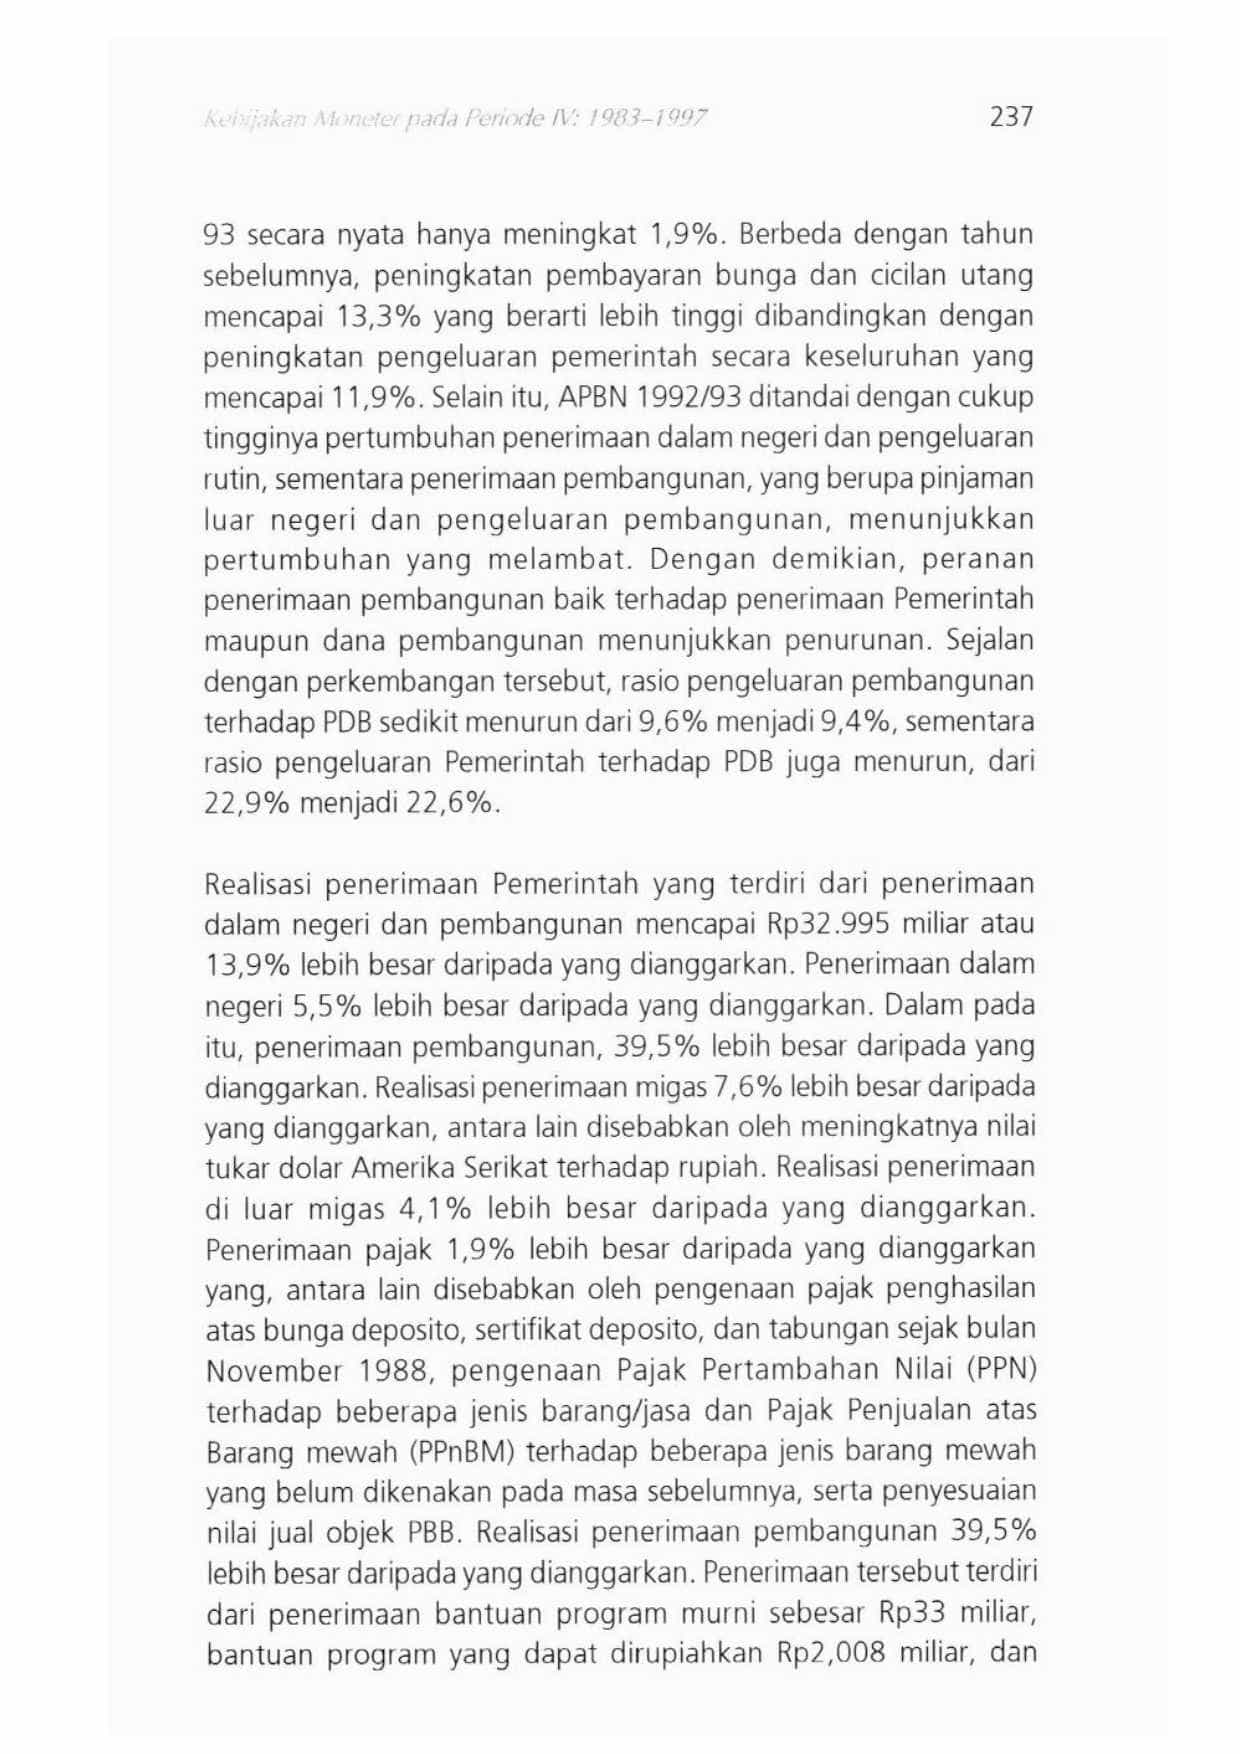 Kebijakan Moneter pada Periode IV: 1983–1997 237
93 secara nyata hanya meningkat 1,9%. Berbeda dengan tahun
sebelumnya, peningkatan pembayaran bunga dan cicilan utang
mencapai 13,3% yang berarti lebih tinggi dibandingkan dengan
peningkatan pengeluaran pemerintah secara keseluruhan yang
mencapai 11,9%. Selain itu, APBN 1992/93 ditandai dengan cukup
tingginya pertumbuhan penerimaan dalam negeri dan pengeluaran
rutin, sementara penerimaan pembangunan, yang berupa pinjaman
luar negeri dan pengeluaran pembangunan, menunjukkan
pertumbuhan yang melambat. Dengan demikian, peranan
penerimaan pembangunan baik terhadap penerimaan Pemerintah
maupun dana pembangunan menunjukkan penurunan. Sejalan
dengan perkembangan tersebut, rasio pengeluaran pembangunan
terhadap PDB sedikit menurun dari 9,6% menjadi 9,4%, sementara
rasio pengeluaran Pemerintah terhadap PDB juga menurun, dari
22,9% menjadi 22,6%.
Realisasi penerimaan Pemerintah yang terdiri dari penerimaan
dalam negeri dan pembangunan mencapai Rp32.995 miliar atau
13,9% lebih besar daripada yang dianggarkan. Penerimaan dalam
negeri 5,5% lebih besar daripada yang dianggarkan. Dalam pada
itu, penerimaan pembangunan, 39,5% lebih besar daripada yang
dianggarkan. Realisasi penerimaan migas 7,6% lebih besar daripada
yang dianggarkan, antara lain disebabkan oleh meningkatnya nilai
tukar dolar Amerika Serikat terhadap rupiah. Realisasi penerimaan
di luar migas 4,1% lebih besar daripada yang dianggarkan.
Penerimaan pajak 1,9% lebih besar daripada yang dianggarkan
yang, antara lain disebabkan oleh pengenaan pajak penghasilan
atas bunga deposito, sertifikat deposito, dan tabungan sejak bulan
November 1988, pengenaan Pajak Pertambahan Nilai (PPN)
terhadap beberapa jenis barang/jasa dan Pajak Penjualan atas
Barang mewah (PPnBM) terhadap beberapa jenis barang mewah
yang belum dikenakan pada masa sebelumnya, serta penyesuaian
nilai jual objek PBB. Realisasi penerimaan pembangunan 39,5%
lebih besar daripada yang dianggarkan. Penerimaan tersebut terdiri
dari penerimaan bantuan program murni sebesar Rp33 miliar,
bantuan program yang dapat dirupiahkan Rp2,008 miliar, dan